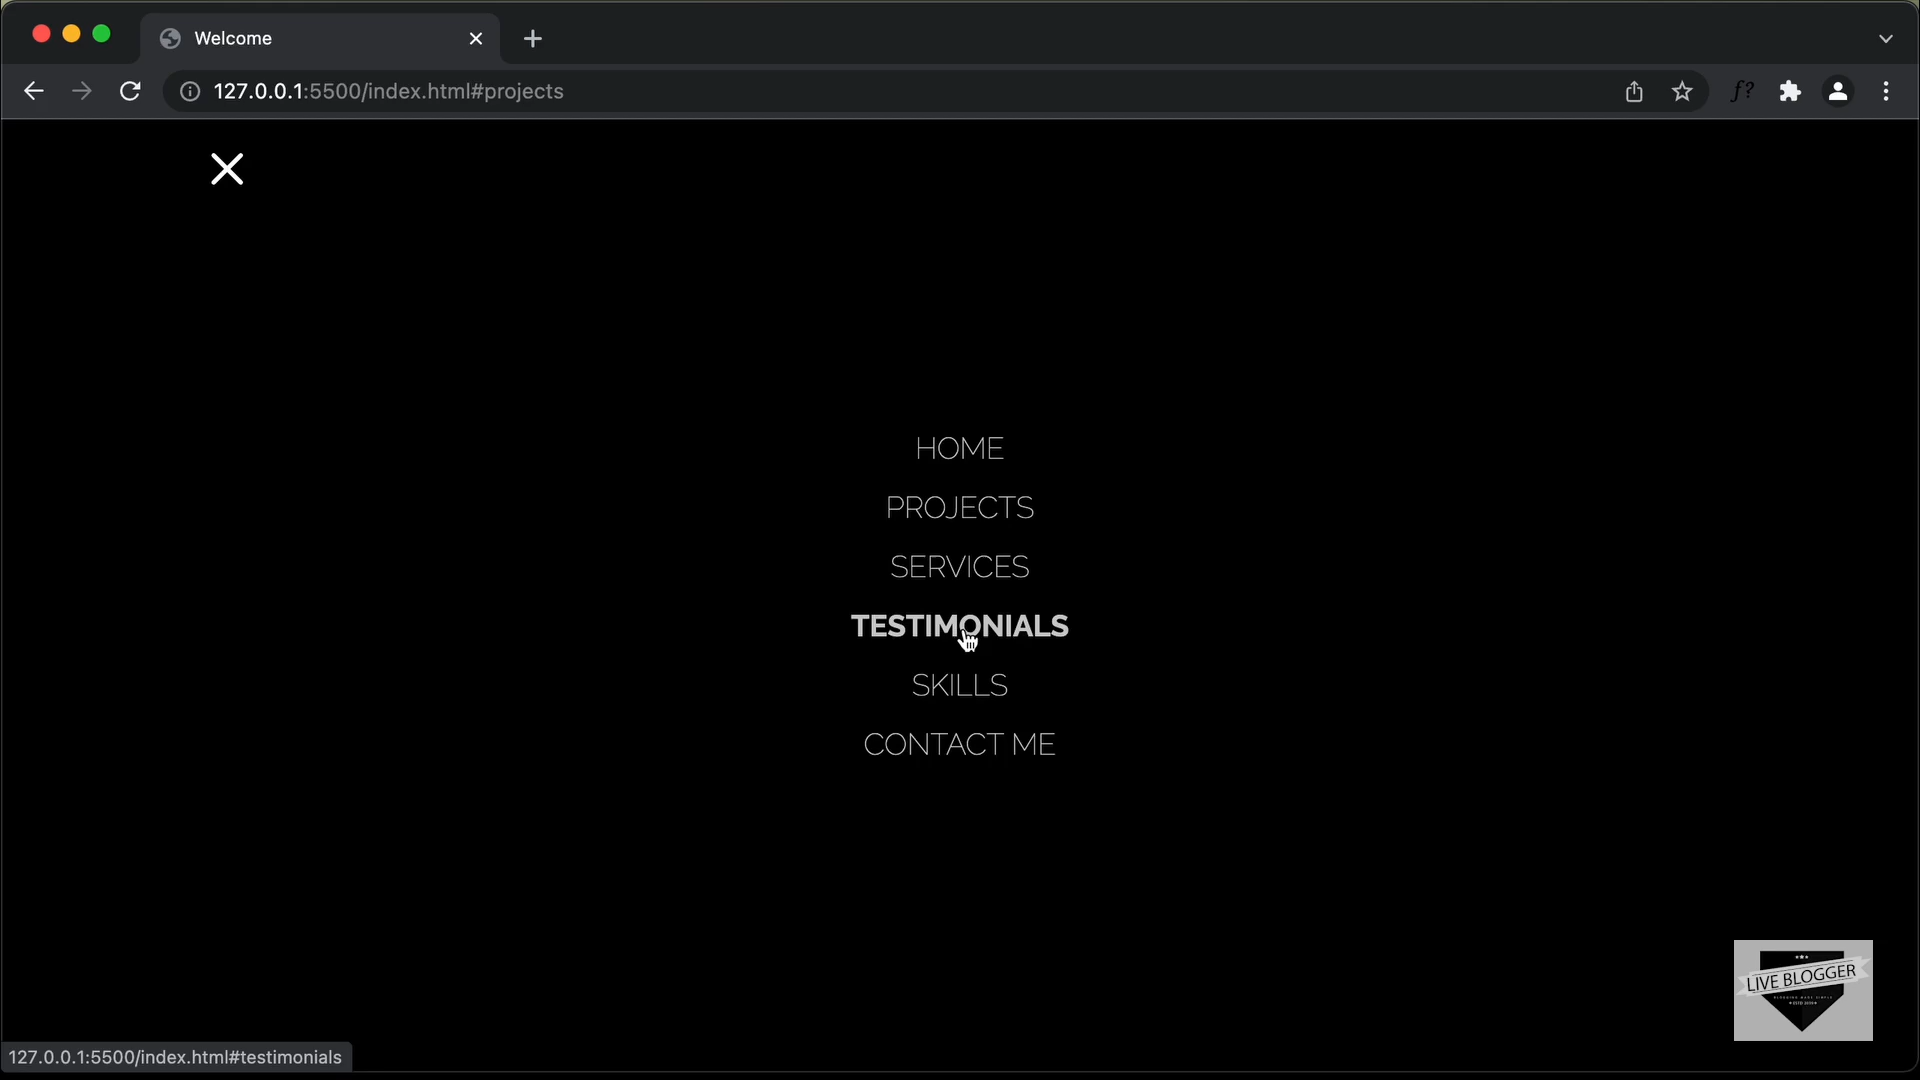 Welcome
127.0.0.1:5500/index.html#projects
f?
HOME
PROJECTS
SERVICES
TESTIMONIALS
SKILLS
CONTACT ME
LIVE BLOGGER
127.0.0.1:5500/index.html#testimonials